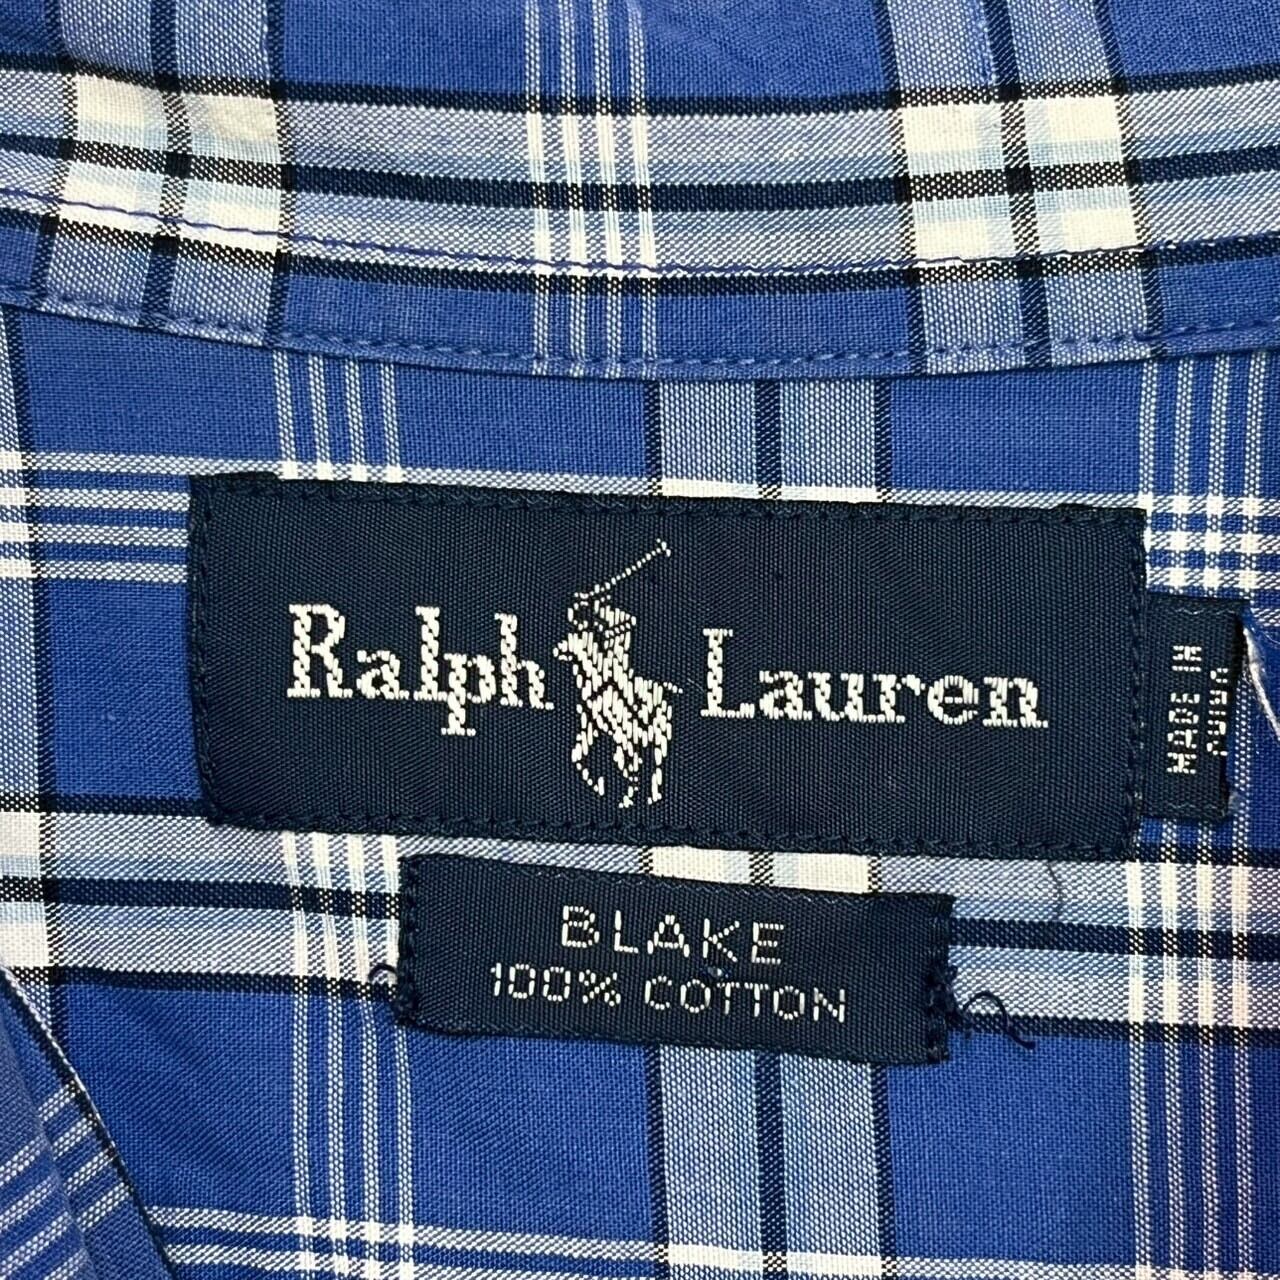 Ralph Lauren
BLAKE
100% COTTON
MADE IN